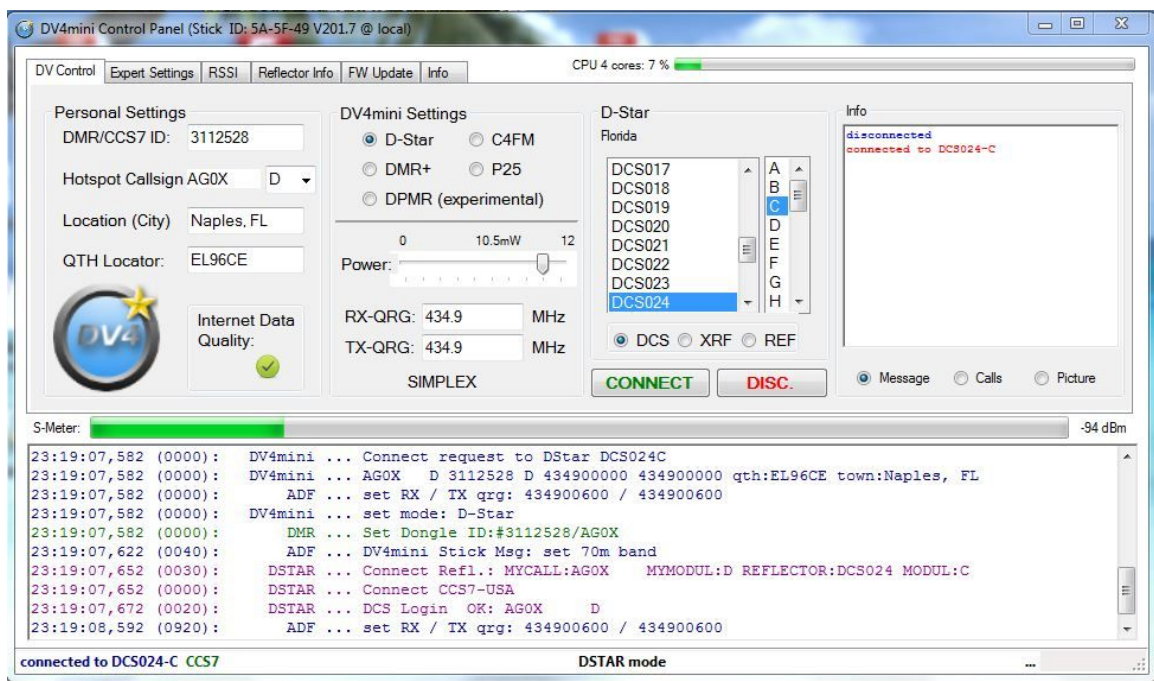 DV4mini Control Panel (Stick ID: 5A-5F-49 V201.7 @ local)
DV Control Expert Settings RSSI Reflector Info FW Update Info CPU 4 cores: 7 %
Personal Settings
DMR/CCS7 ID: 3112528
Hotspot Callsign AG0X D
Location (City) Naples, FL
QTH Locator: EL96CE
DV4
Internet Data
Quality:
DV4mini Settings
D-Star C4FM
DMR+ P25
DPMR (experimental)
0 10.5mW 12
Power:
RX-QRG: 434.9 MHz
TX-QRG: 434.9 MHz
SIMPLEX
D-Star
Florida
DCS017 A
DCS018 B
DCS019 C
DCS020 D
DCS021 E
DCS022 F
DCS023 G
DCS024 H
DCS XRF REF
CONNECT DISC.
Info
disconnected
connected to DCS024-C
Message Calls Picture
S-Meter: -94 dBm
23:19:07,582 (0000): DV4mini ... Connect request to DStar DCS024C
23:19:07,582 (0000): DV4mini ... AG0X D 3112528 D 434900000 434900000 qth:EL96CE town:Naples, FL
23:19:07,582 (0000): ADF ... set RX / TX qrg: 434900600 / 434900600
23:19:07,582 (0000): DV4mini ... set mode: D-Star
23:19:07,582 (0000): DMR ... Set Dongle ID:#3112528/AG0X
23:19:07,622 (0040): ADF ... DV4mini Stick Msg: set 70m band
23:19:07,652 (0030): DSTAR ... Connect Refl.: MYCALL:AG0X MYMODUL:D REFLECTOR:DCS024 MODUL:C
23:19:07,652 (0000): DSTAR ... Connect CCS7-USA
23:19:07,672 (0020): DSTAR ... DCS Login OK: AG0X D
23:19:08,592 (0920): ADF ... set RX / TX qrg: 434900600 / 434900600
connected to DCS024-C CCS7 DSTAR mode ...